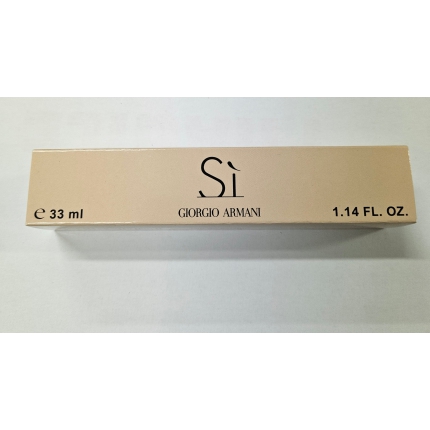 Sì
GIORGIO ARMANI
℮ 33 ml
1.14 FL. OZ.